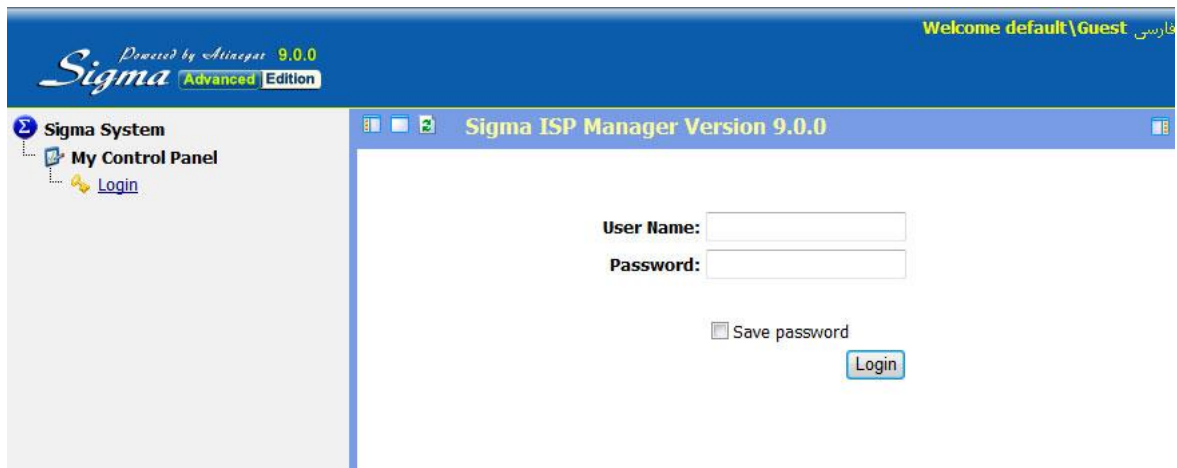 Welcome default\Guest فارسی
Powered by Atinegar 9.0.0
Sigma Advanced Edition
Sigma System
My Control Panel
Login
Sigma ISP Manager Version 9.0.0
User Name:
Password:
Save password
Login